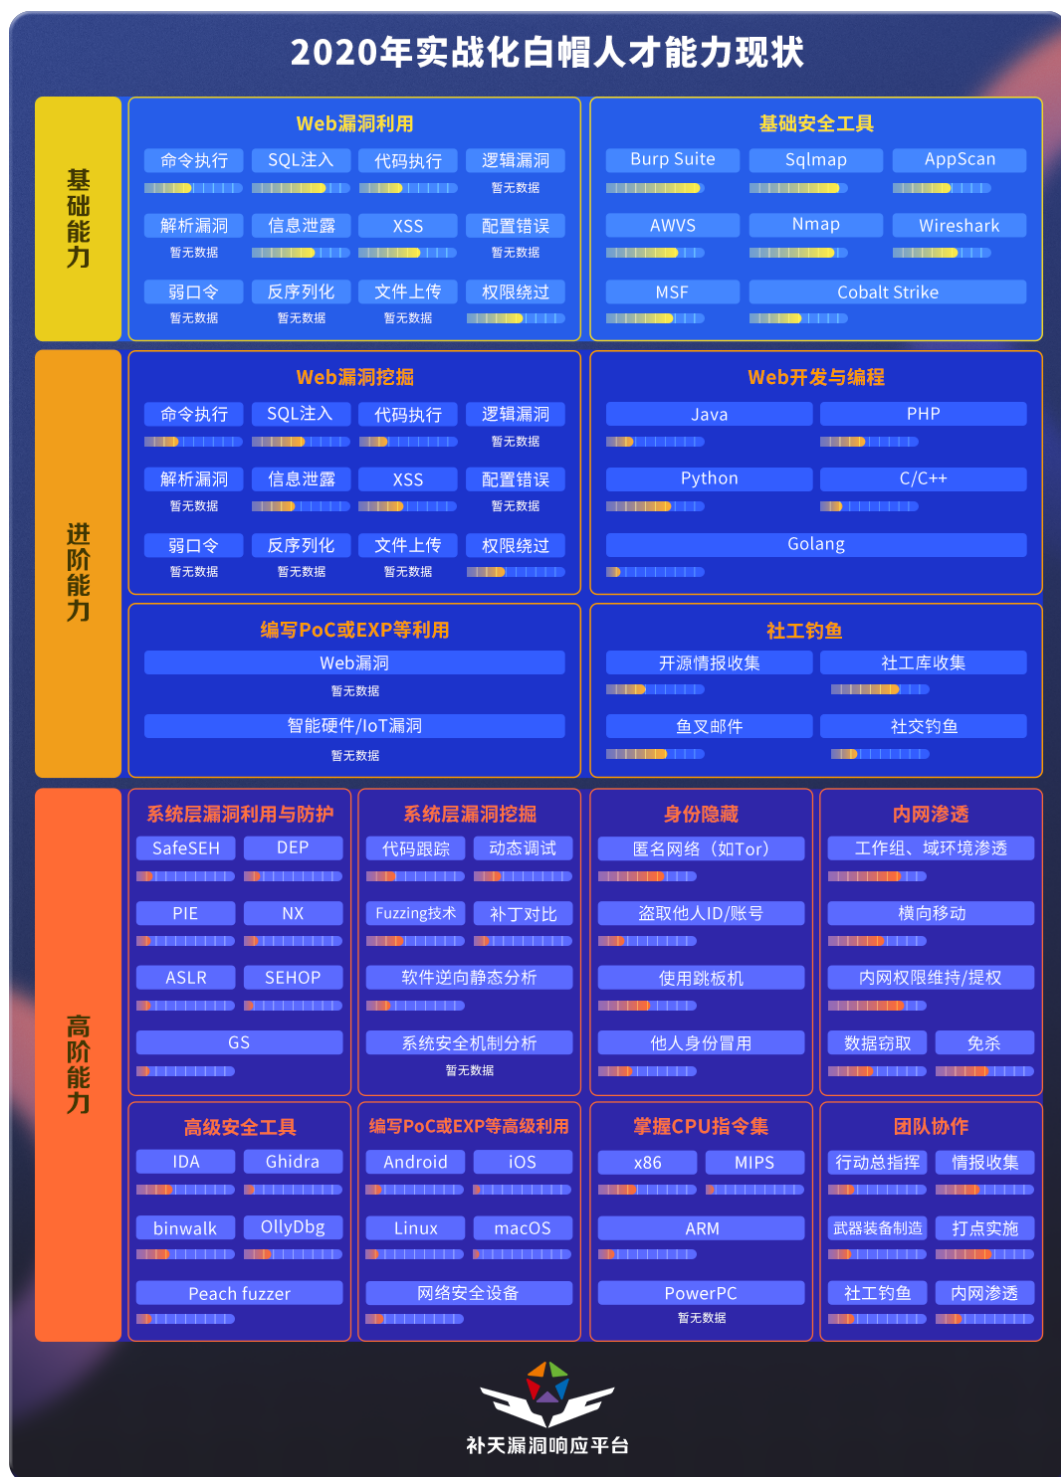 2020年实战化白帽人才能力现状
基础能力
Web漏洞利用
命令执行 SQL注入 代码执行 逻辑漏洞
暂无数据
解析漏洞 信息泄露 XSS 配置错误
暂无数据 暂无数据
弱口令 反序列化 文件上传 权限绕过
暂无数据 暂无数据 暂无数据
基础安全工具
Burp Suite Sqlmap AppScan
AWVS Nmap Wireshark
MSF Cobalt Strike
进阶能力
Web漏洞挖掘
命令执行 SQL注入 代码执行 逻辑漏洞
暂无数据
解析漏洞 信息泄露 XSS 配置错误
暂无数据 暂无数据
弱口令 反序列化 文件上传 权限绕过
暂无数据 暂无数据 暂无数据
Web开发与编程
Java PHP
Python C/C++
Golang
编写PoC或EXP等利用
Web漏洞
暂无数据
智能硬件/IoT漏洞
暂无数据
社工钓鱼
开源情报收集 社工库收集
鱼叉邮件 社交钓鱼
高阶能力
系统层漏洞利用与防护
SafeSEH DEP
PIE NX
ASLR SEHOP
GS
系统层漏洞挖掘
代码跟踪 动态调试
Fuzzing技术 补丁对比
软件逆向静态分析
系统安全机制分析
暂无数据
身份隐藏
匿名网络（如Tor）
盗取他人ID/账号
使用跳板机
他人身份冒用
内网渗透
工作组、域环境渗透
横向移动
内网权限维持/提权
数据窃取 免杀
高级安全工具
IDA Ghidra
binwalk OllyDbg
Peach fuzzer
编写PoC或EXP等高级利用
Android iOS
Linux macOS
网络安全设备
掌握CPU指令集
x86 MIPS
ARM
PowerPC
暂无数据
团队协作
行动总指挥 情报收集
武器装备制造 打点实施
社工钓鱼 内网渗透
补天漏洞响应平台